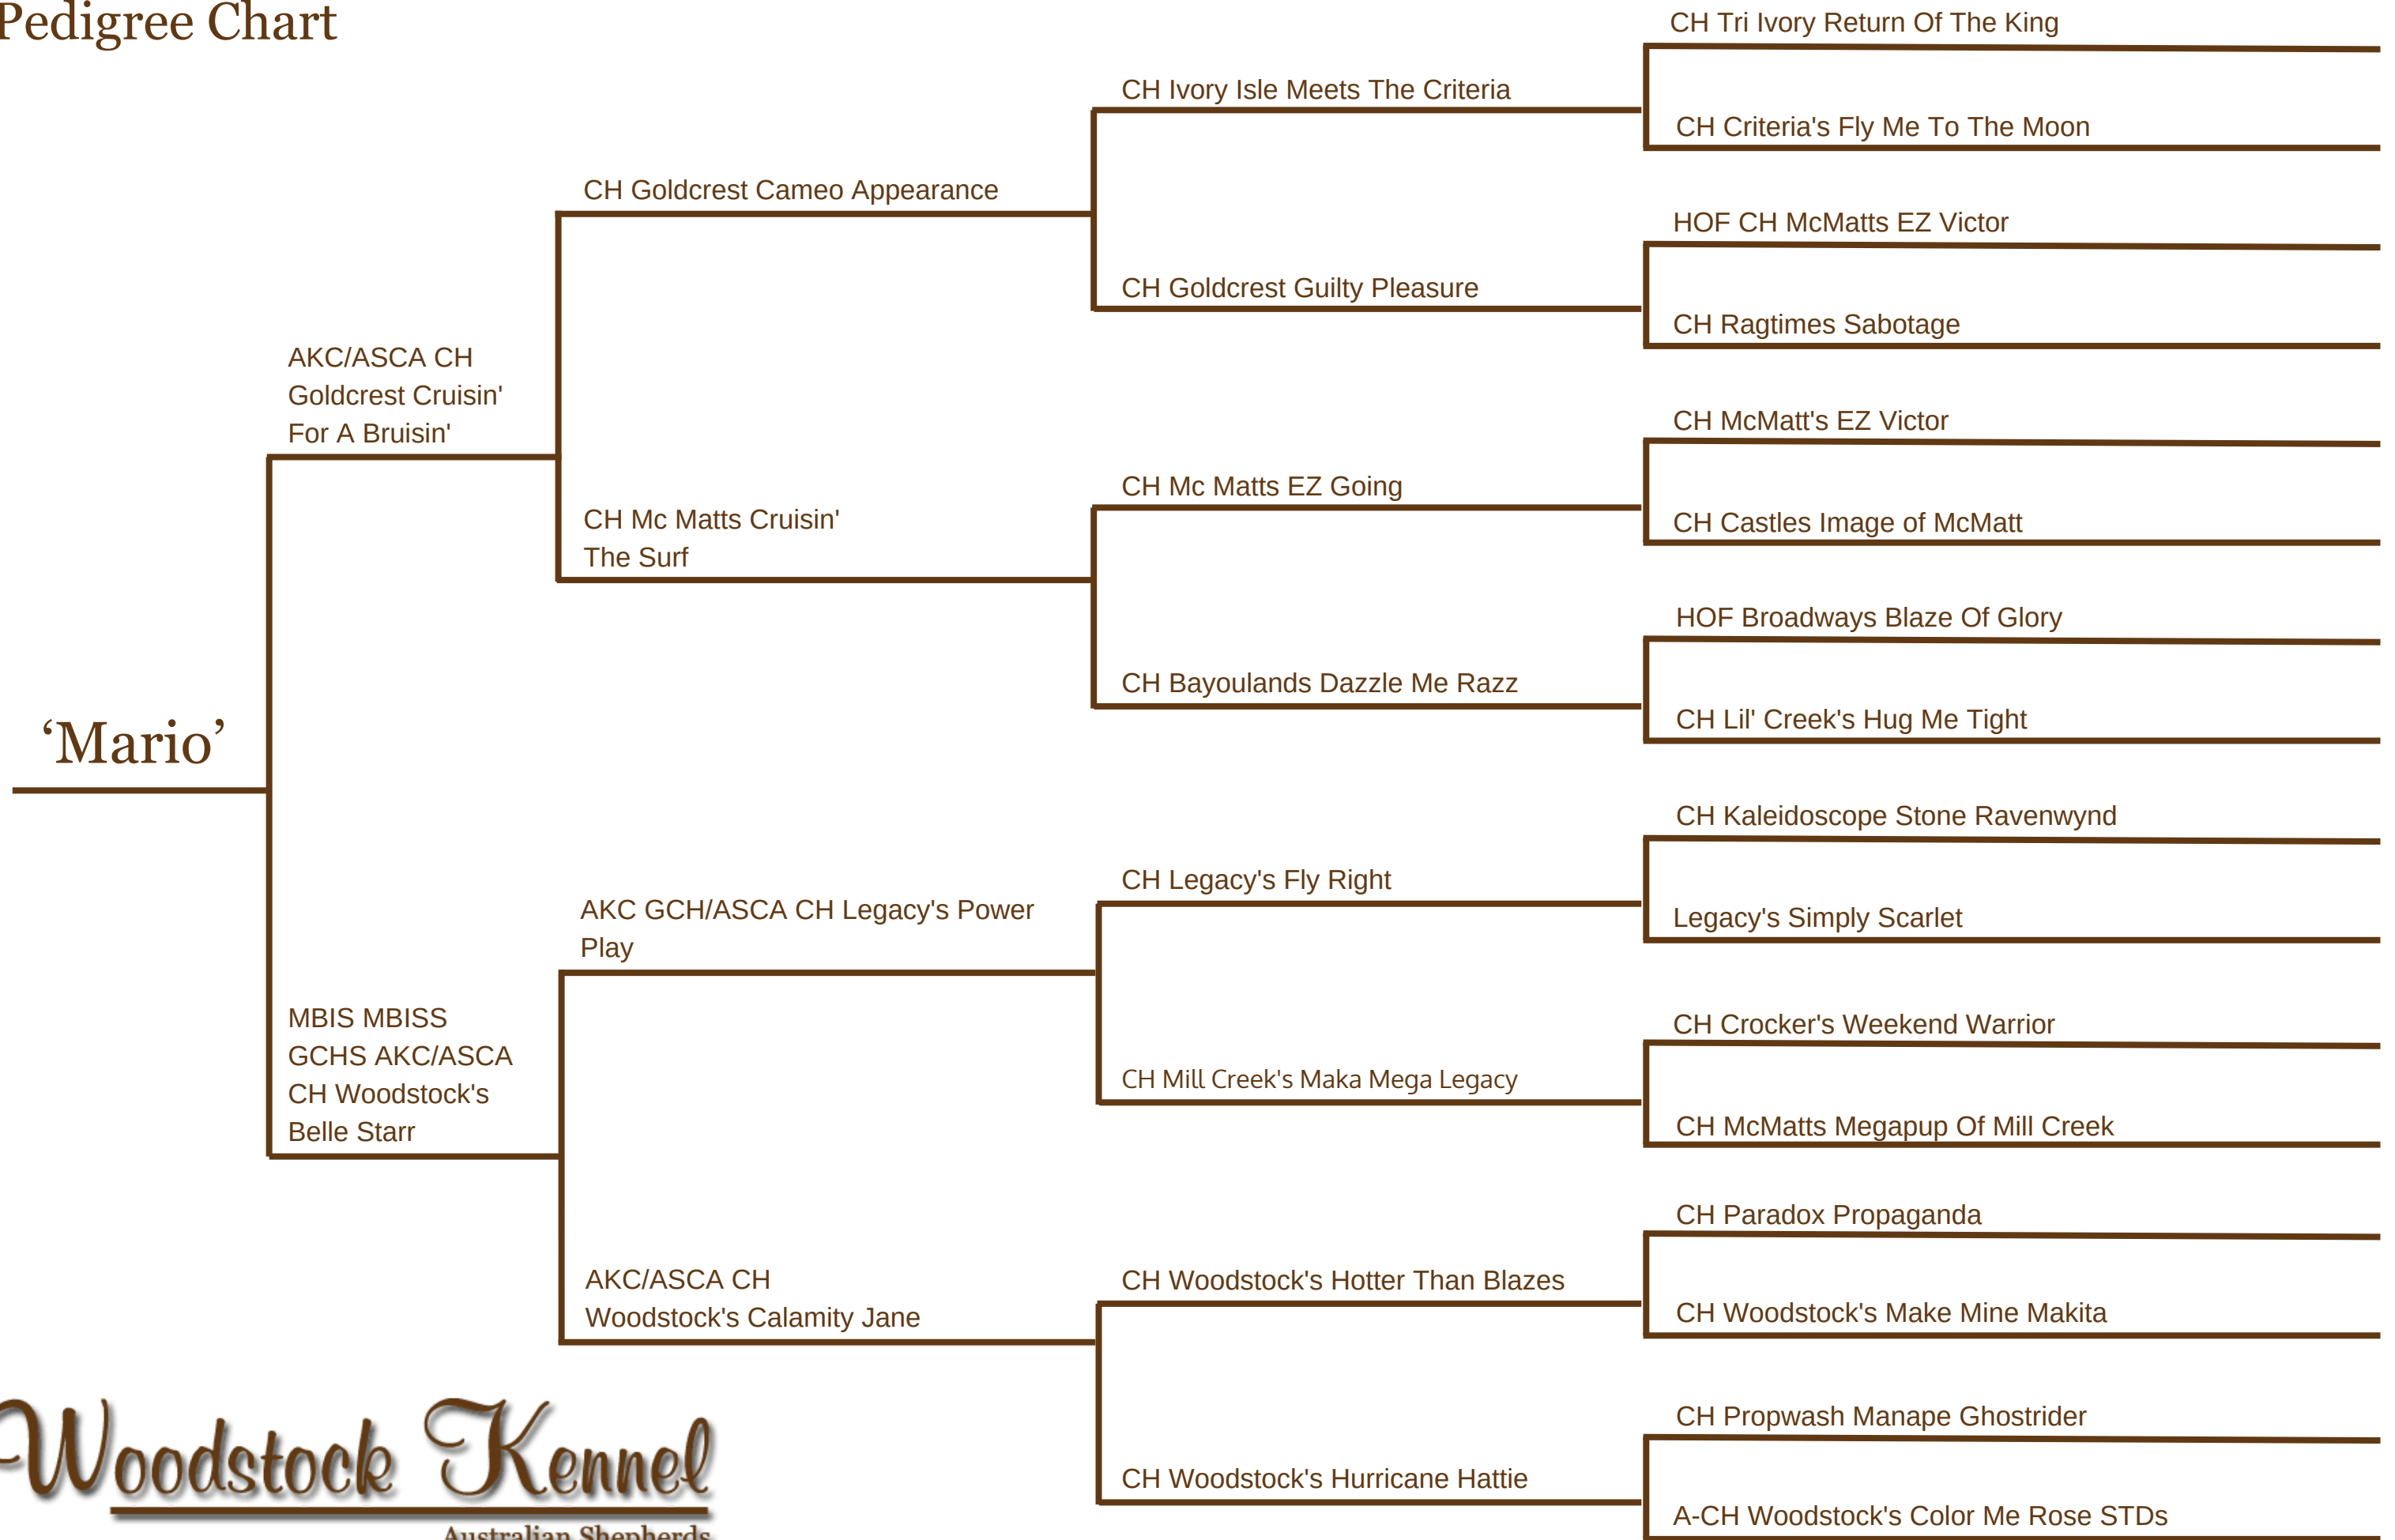 Pedigree Chart
‘Mario’
AKC/ASCA CH
Goldcrest Cruisin'
For A Bruisin'
MBIS MBISS
GCHS AKC/ASCA
CH Woodstock's
Belle Starr
CH Goldcrest Cameo Appearance
CH Mc Matts Cruisin'
The Surf
AKC GCH/ASCA CH Legacy's Power
Play
AKC/ASCA CH
Woodstock's Calamity Jane
CH Ivory Isle Meets The Criteria
CH Goldcrest Guilty Pleasure
CH Mc Matts EZ Going
CH Bayoulands Dazzle Me Razz
CH Legacy's Fly Right
CH Mill Creek's Maka Mega Legacy
CH Woodstock's Hotter Than Blazes
CH Woodstock's Hurricane Hattie
CH Tri Ivory Return Of The King
CH Criteria's Fly Me To The Moon
HOF CH McMatts EZ Victor
CH Ragtimes Sabotage
CH McMatt's EZ Victor
CH Castles Image of McMatt
HOF Broadways Blaze Of Glory
CH Lil' Creek's Hug Me Tight
CH Kaleidoscope Stone Ravenwynd
Legacy's Simply Scarlet
CH Crocker's Weekend Warrior
CH McMatts Megapup Of Mill Creek
CH Paradox Propaganda
CH Woodstock's Make Mine Makita
CH Propwash Manape Ghostrider
A-CH Woodstock's Color Me Rose STDs
Woodstock Kennel
Australian Shepherds